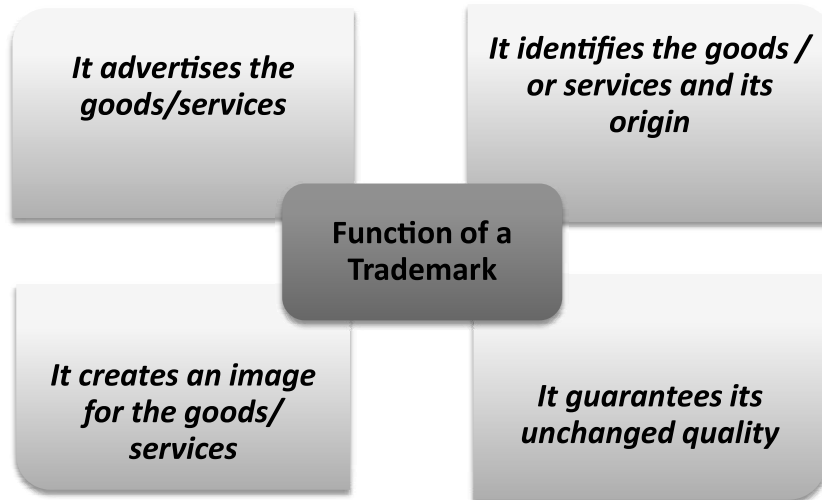 It advertises the
goods/services
It identifies the goods /
or services and its
origin
Function of a
Trademark
It creates an image
for the goods/
services
It guarantees its
unchanged quality